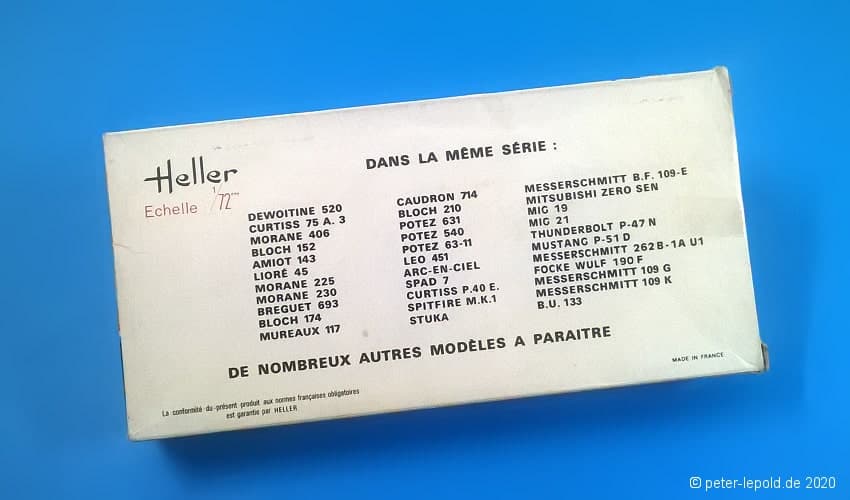 Heller
Echelle 1/72ème
DANS LA MÊME SÉRIE :
DEWOITINE 520
CURTISS 75 A. 3
MORANE 406
BLOCH 152
AMIOT 143
LIORÉ 45
MORANE 225
MORANE 230
BREGUET 693
BLOCH 174
MUREAUX 117
CAUDRON 714
BLOCH 210
POTEZ 631
POTEZ 540
POTEZ 63-11
LEO 451
ARC-EN-CIEL
SPAD 7
CURTISS P.40 E.
SPITFIRE M.K.1
STUKA
MESSERSCHMITT B.F. 109-E
MITSUBISHI ZERO SEN
MIG 19
MIG 21
THUNDERBOLT P-47 N
MUSTANG P-51 D
MESSERSCHMITT 262 B-1A U1
FOCKE WULF 190 F
MESSERSCHMITT 109 G
MESSERSCHMITT 109 K
B.U. 133
DE NOMBREUX AUTRES MODÈLES A PARAITRE
MADE IN FRANCE
La conformité du présent produit aux normes françaises obligatoires
est garantie par HELLER
© peter-lepold.de 2020